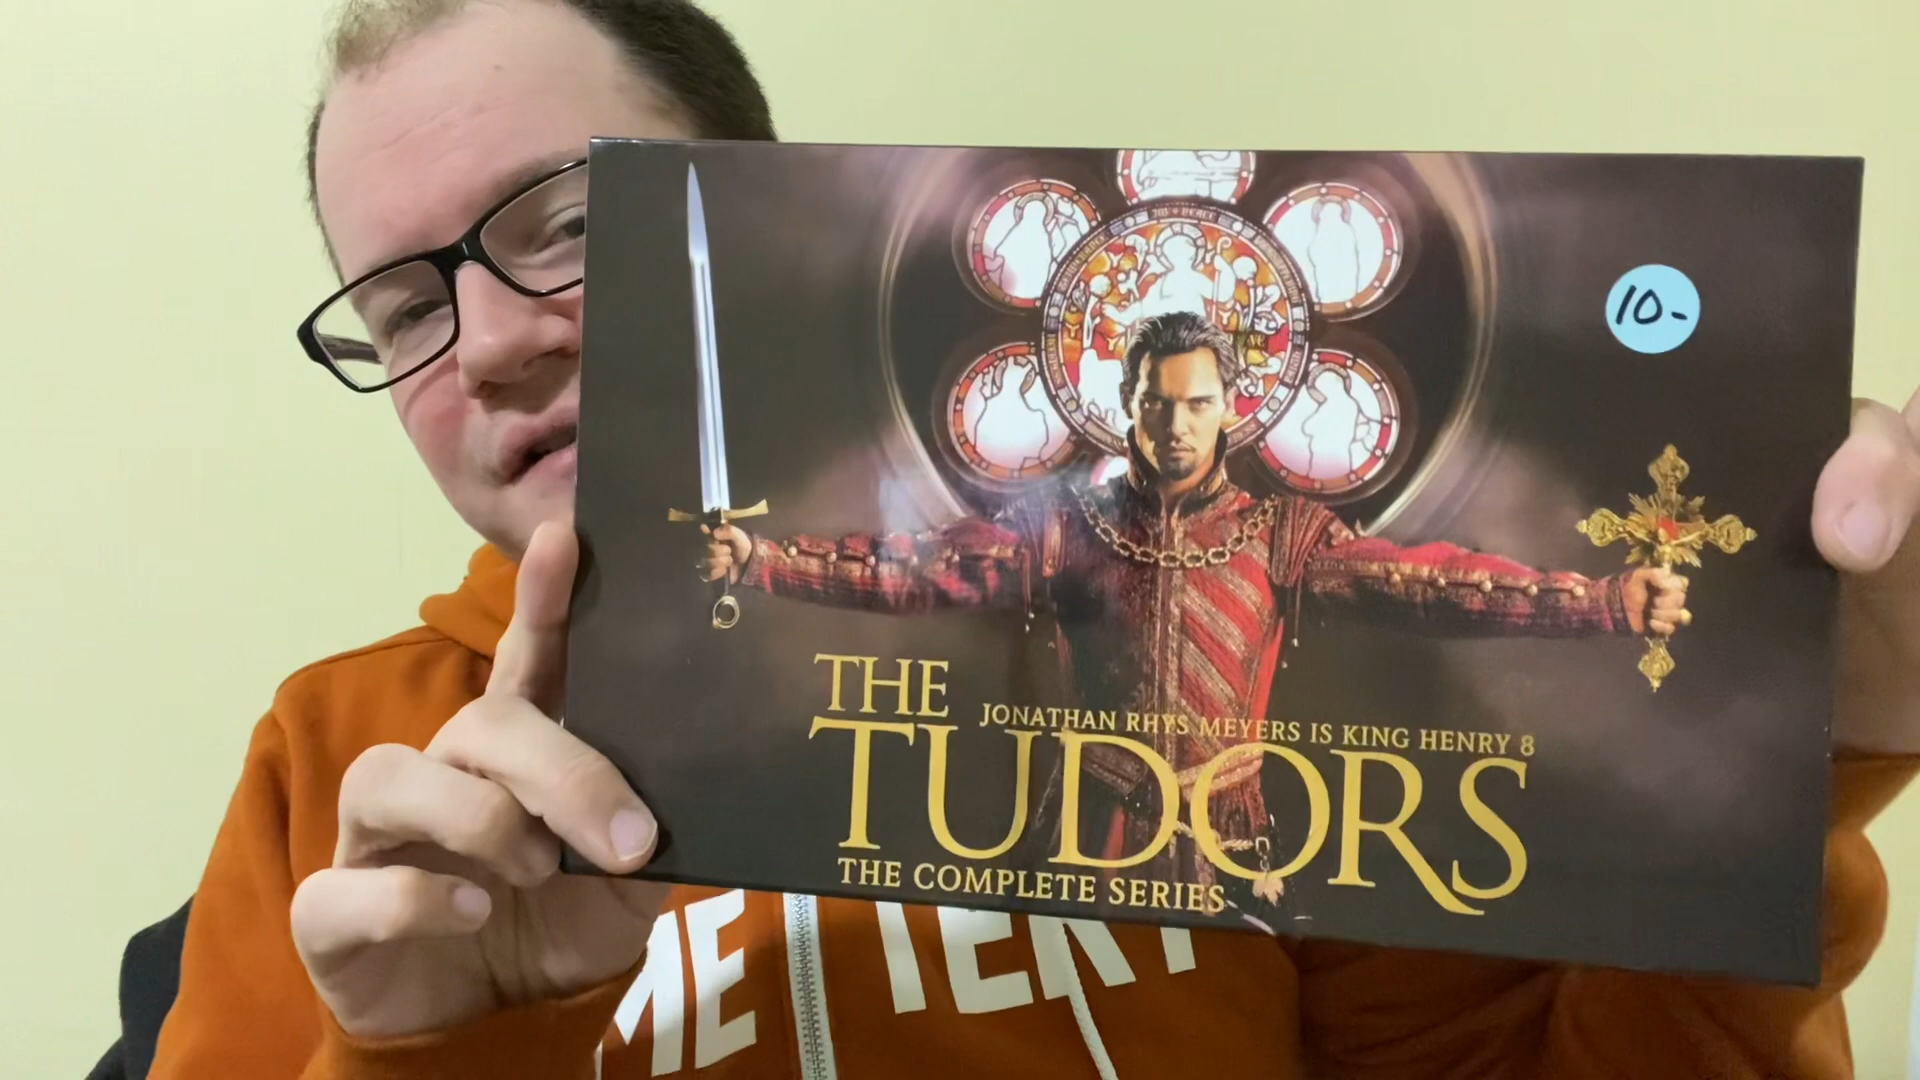 10-
THE
JONATHAN RHYS MEYERS IS KING HENRY 8
TUDORS
THE COMPLETE SERIES